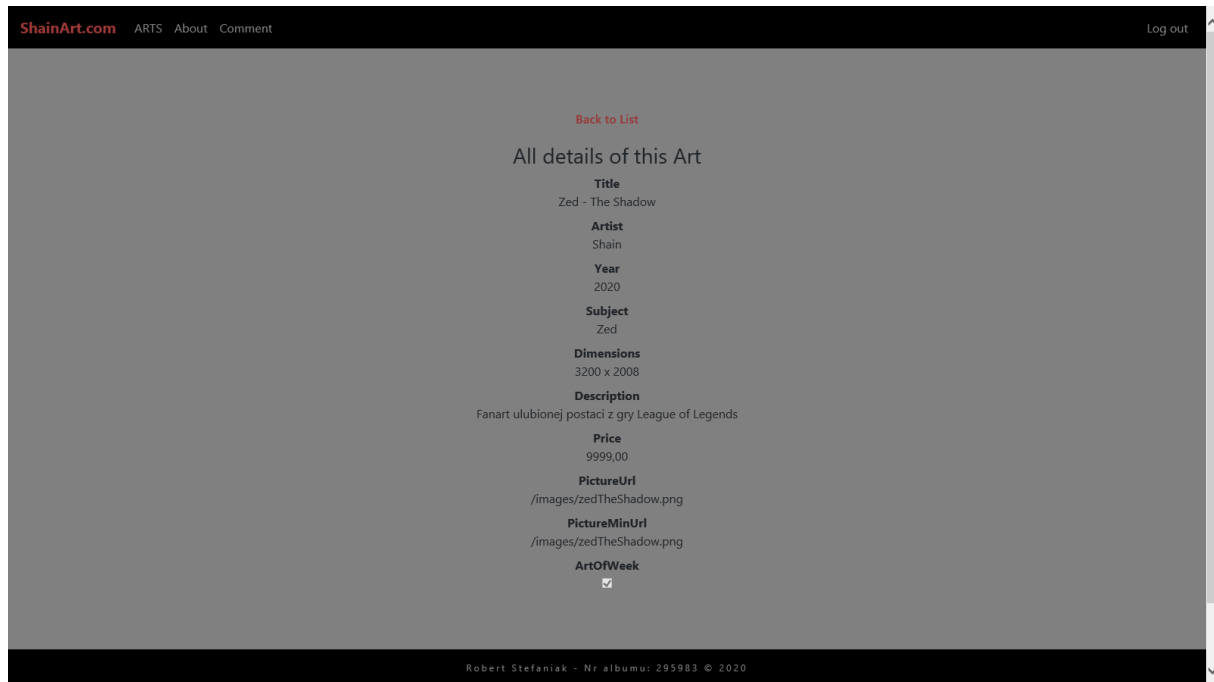 ShainArt.com ARTS About Comment Log out
Back to List
All details of this Art
Title
Zed - The Shadow
Artist
Shain
Year
2020
Subject
Zed
Dimensions
3200 x 2008
Description
Fanart ulubionej postaci z gry League of Legends
Price
9999,00
PictureUrl
/images/zedTheShadow.png
PictureMinUrl
/images/zedTheShadow.png
ArtOfWeek
Robert Stefaniak - Nr albumu: 295983 © 2020